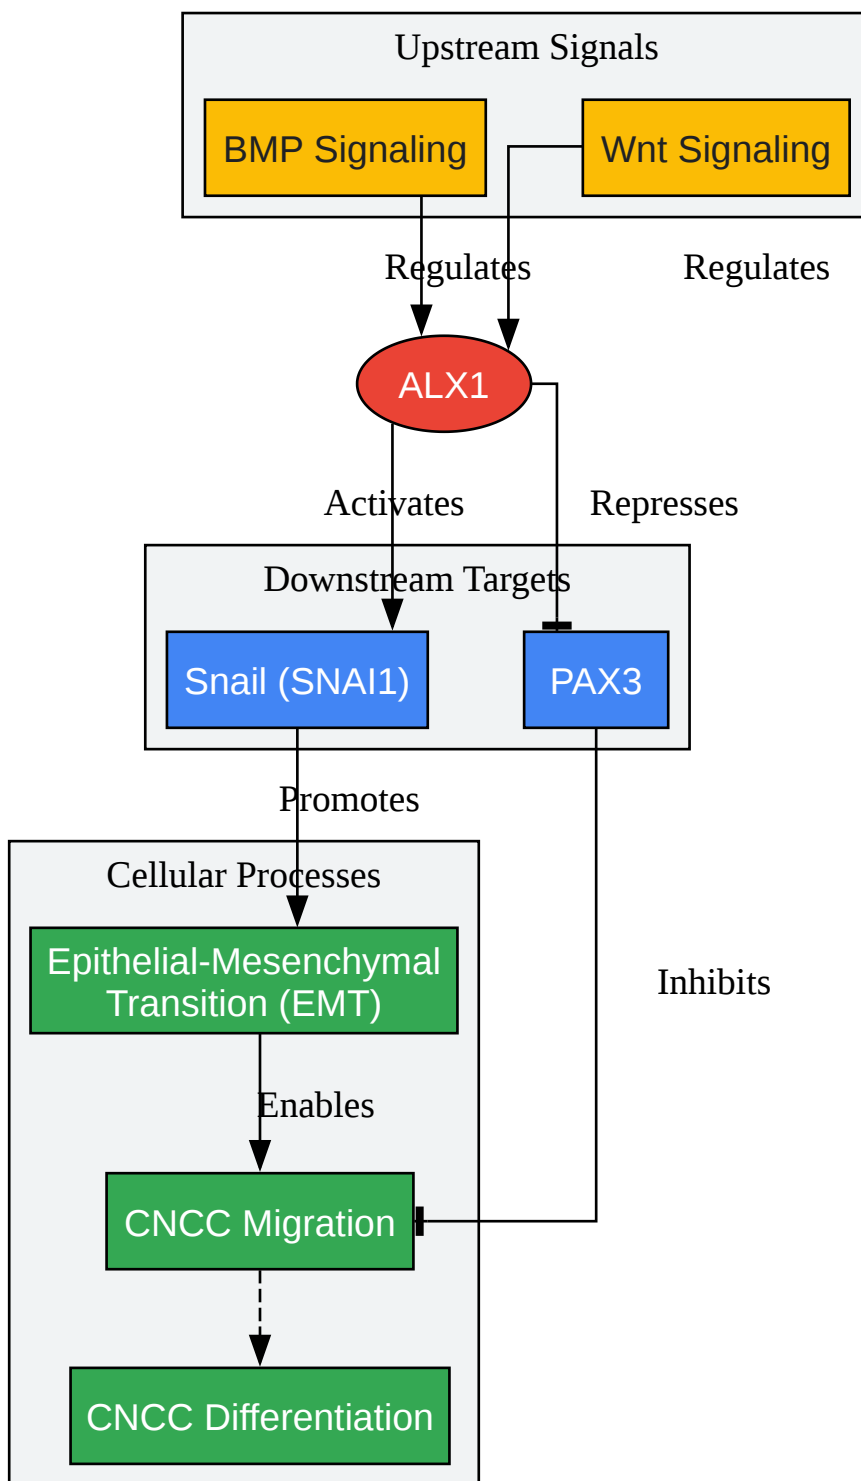 Upstream Signals
BMP Signaling
Wnt Signaling
Regulates
Regulates
ALX1
Activates
Represses
Downstream Targets
Snail (SNAI1)
PAX3
Promotes
Cellular Processes
Epithelial-Mesenchymal
Transition (EMT)
Inhibits
Enables
CNCC Migration
CNCC Differentiation